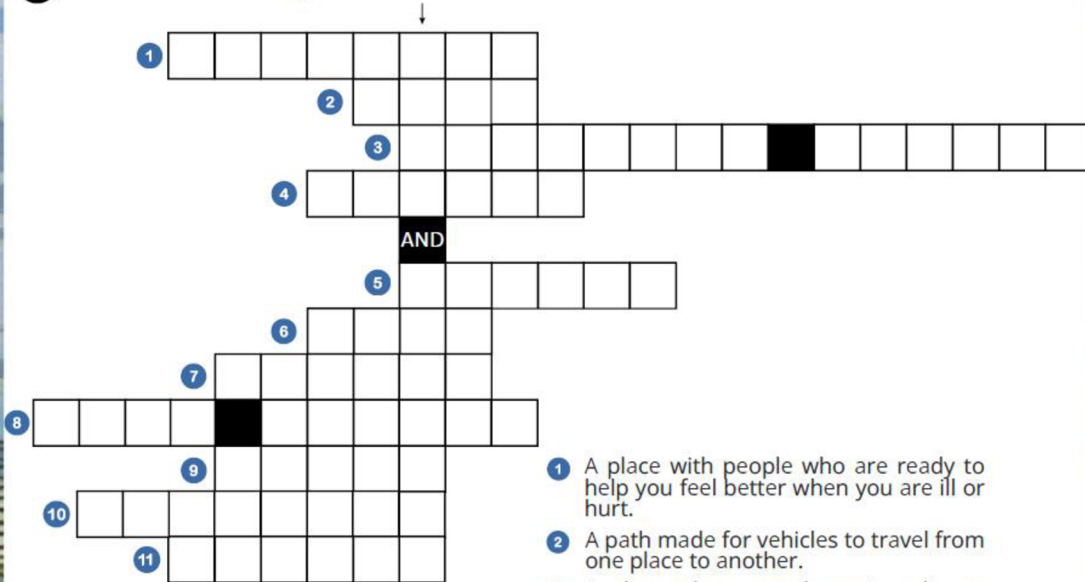 1
2
3
4
AND
5
6
7
8
9
10
11
1 A place with people who are ready to
help you feel better when you are ill or
hurt.
2 A path made for vehicles to travel from
one place to another.